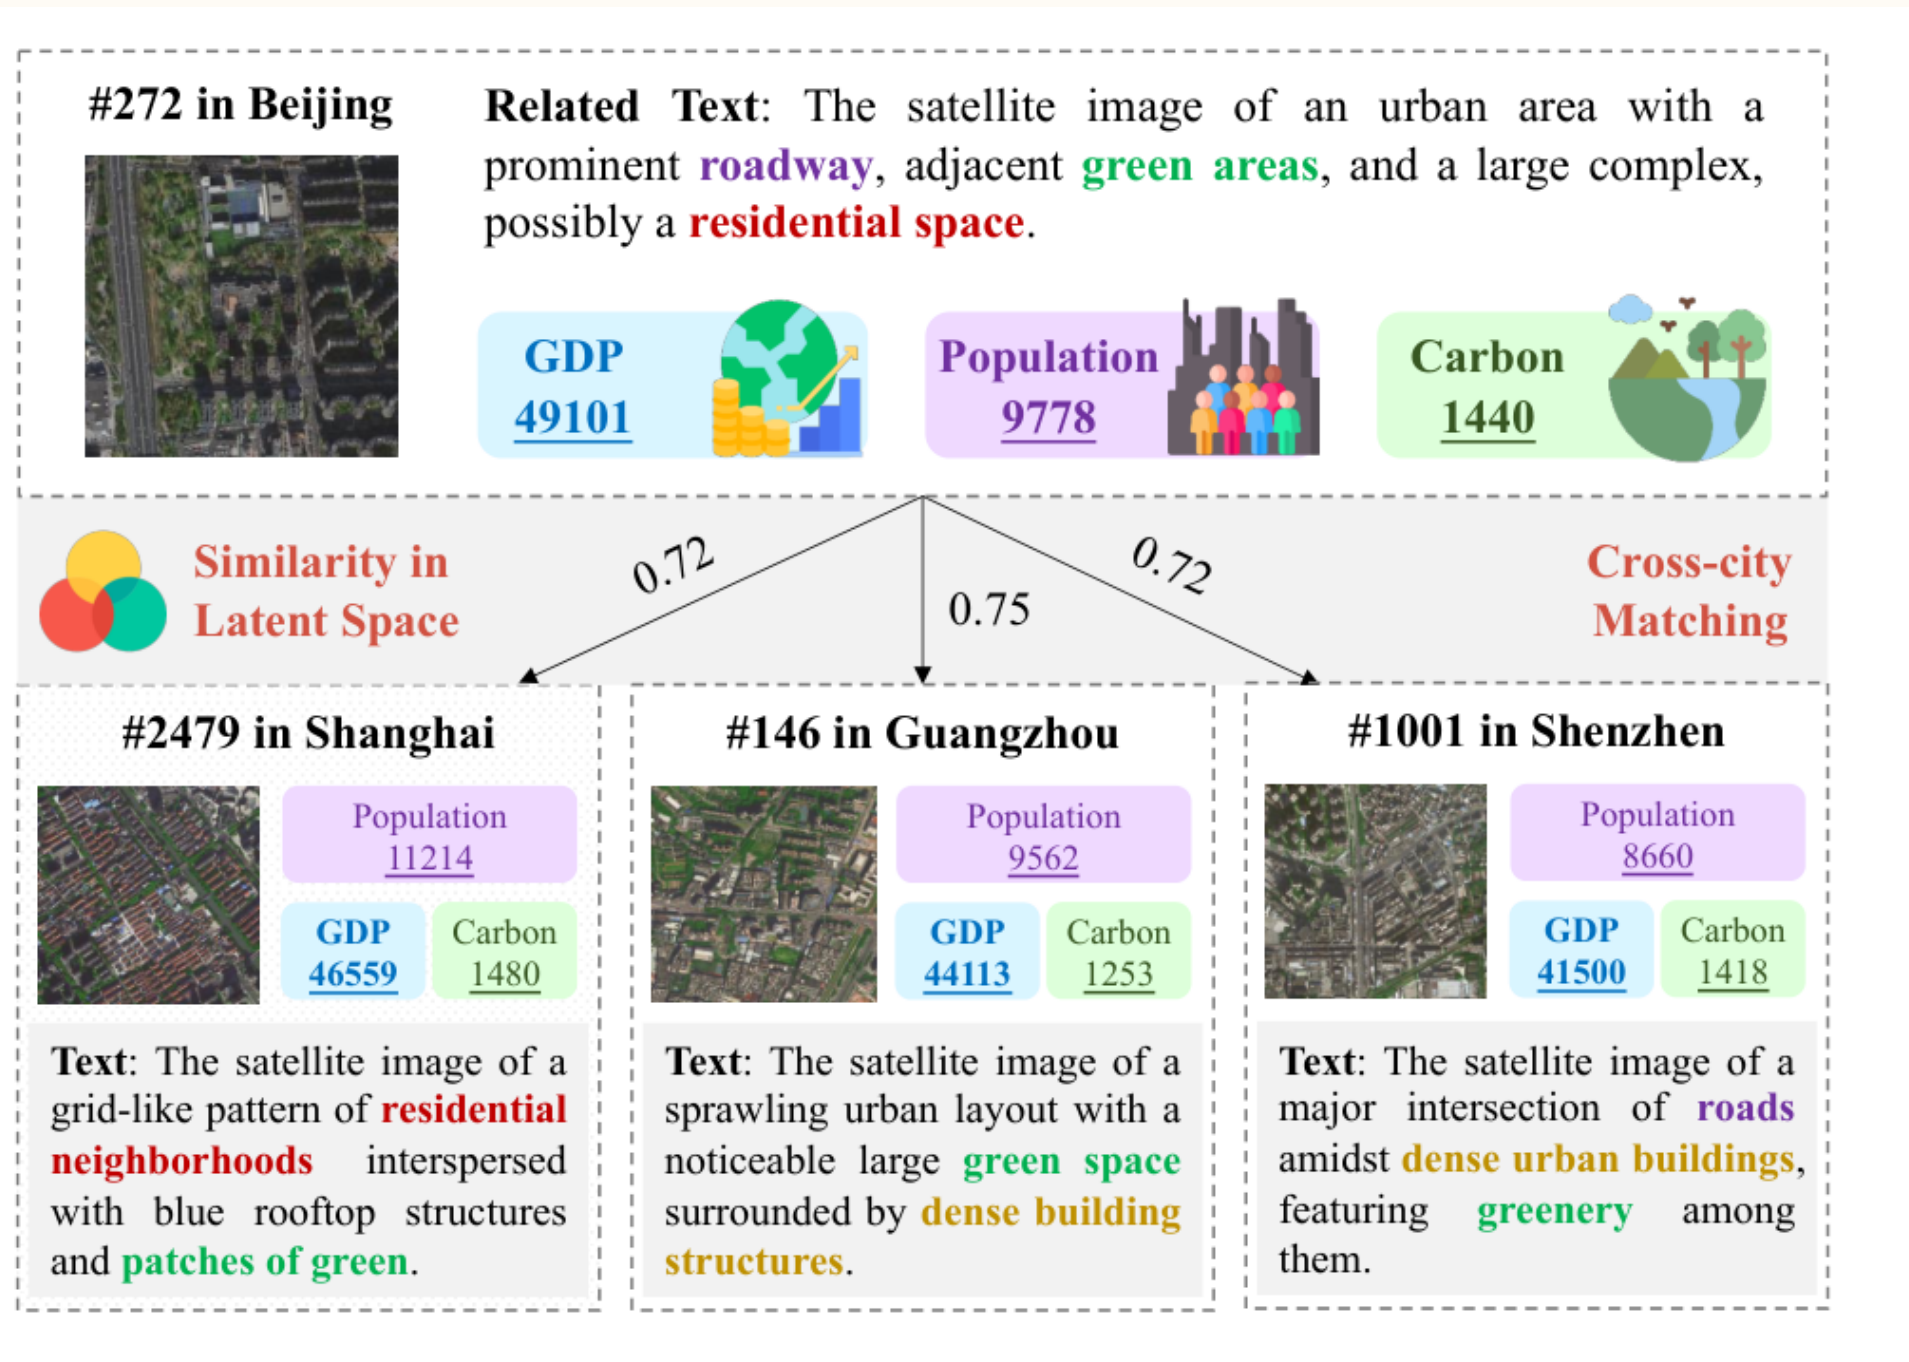 #272 in Beijing
Related Text: The satellite image of an urban area with a
prominent roadway, adjacent green areas, and a large complex,
possibly a residential space.
GDP
49101
Population
9778
Carbon
1440
Similarity in
Latent Space
0.72
0.75
0.72
Cross-city
Matching
#2479 in Shanghai
Population
11214
GDP
46559
Carbon
1480
Text: The satellite image of a
grid-like pattern of residential
neighborhoods interspersed
with blue rooftop structures
and patches of green.
#146 in Guangzhou
Population
9562
GDP
44113
Carbon
1253
Text: The satellite image of a
sprawling urban layout with a
noticeable large green space
surrounded by dense building
structures.
#1001 in Shenzhen
Population
8660
GDP
41500
Carbon
1418
Text: The satellite image of a
major intersection of roads
amidst dense urban buildings,
featuring greenery among
them.